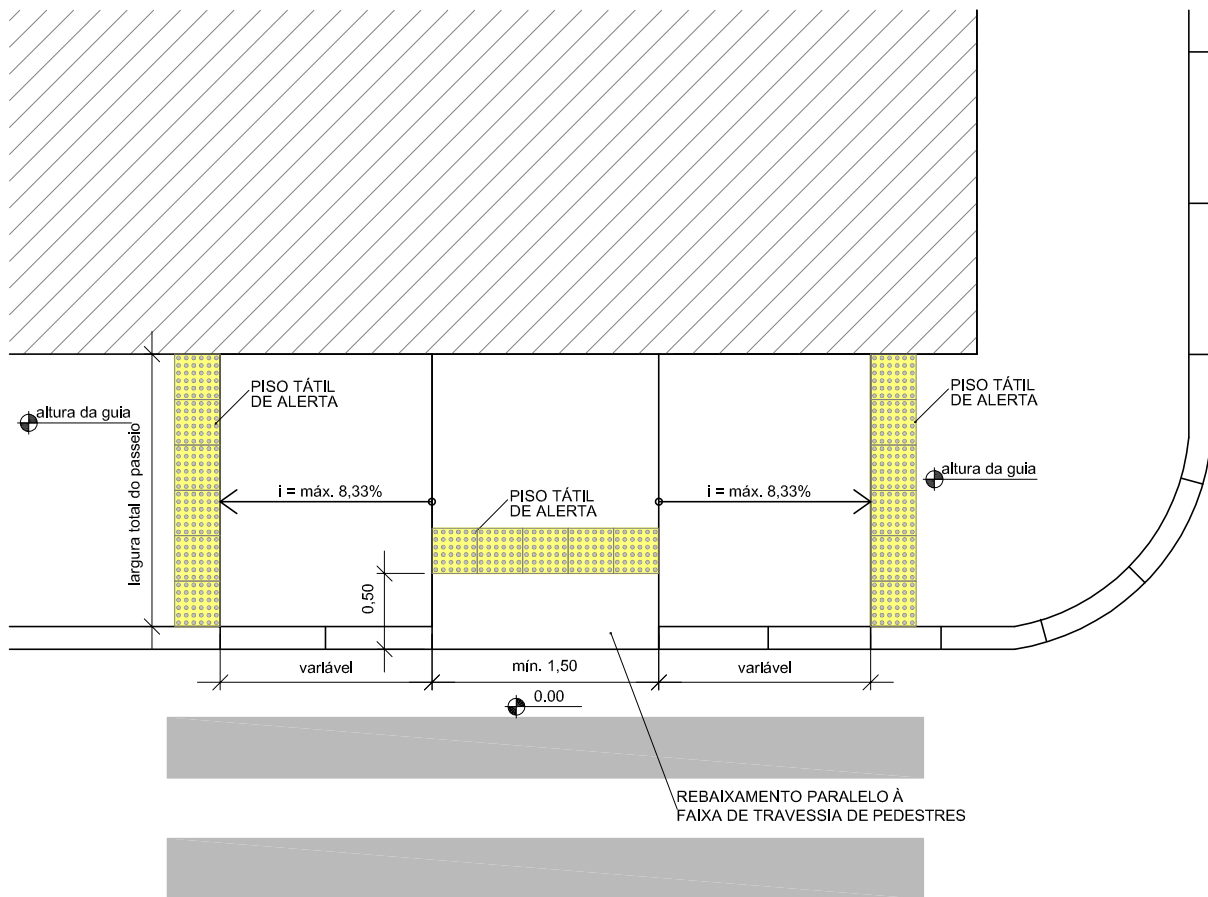 PISO TÁTIL
DE ALERTA
PISO TÁTIL
DE ALERTA
altura da guia
largura total do passeio
altura da guia
i = máx. 8,33%
PISO TÁTIL
DE ALERTA
i = máx. 8,33%
0,50
varIável
mín. 1,50
varIável
0.00
REBAIXAMENTO PARALELO À
FAIXA DE TRAVESSIA DE PEDESTRES